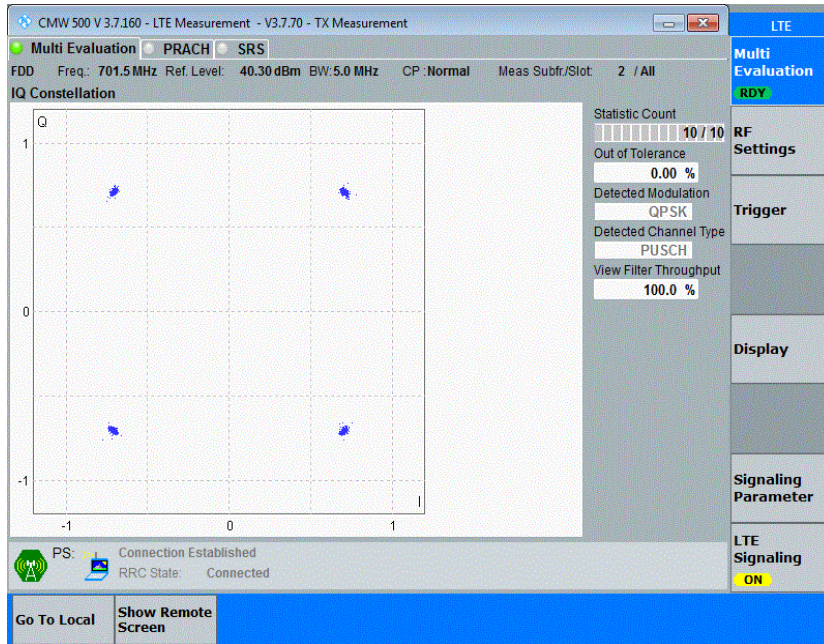 CMW 500 V 3.7.160 - LTE Measurement - V3.7.70 - TX Measurement
LTE
Multi Evaluation PRACH SRS
Multi
Evaluation
RDY
FDD Freq.: 701.5 MHz Ref. Level: 40.30 dBm BW: 5.0 MHz CP : Normal Meas Subfr./Slot: 2 / All
IQ Constellation
Q
1
0
-1
I
-1 0 1
Statistic Count
10 / 10
Out of Tolerance
0.00 %
Detected Modulation
QPSK
Detected Channel Type
PUSCH
View Filter Throughput
100.0 %
RF
Settings
Trigger
Display
Signaling
Parameter
LTE
Signaling
ON
PS: Connection Established
RRC State: Connected
Go To Local
Show Remote
Screen